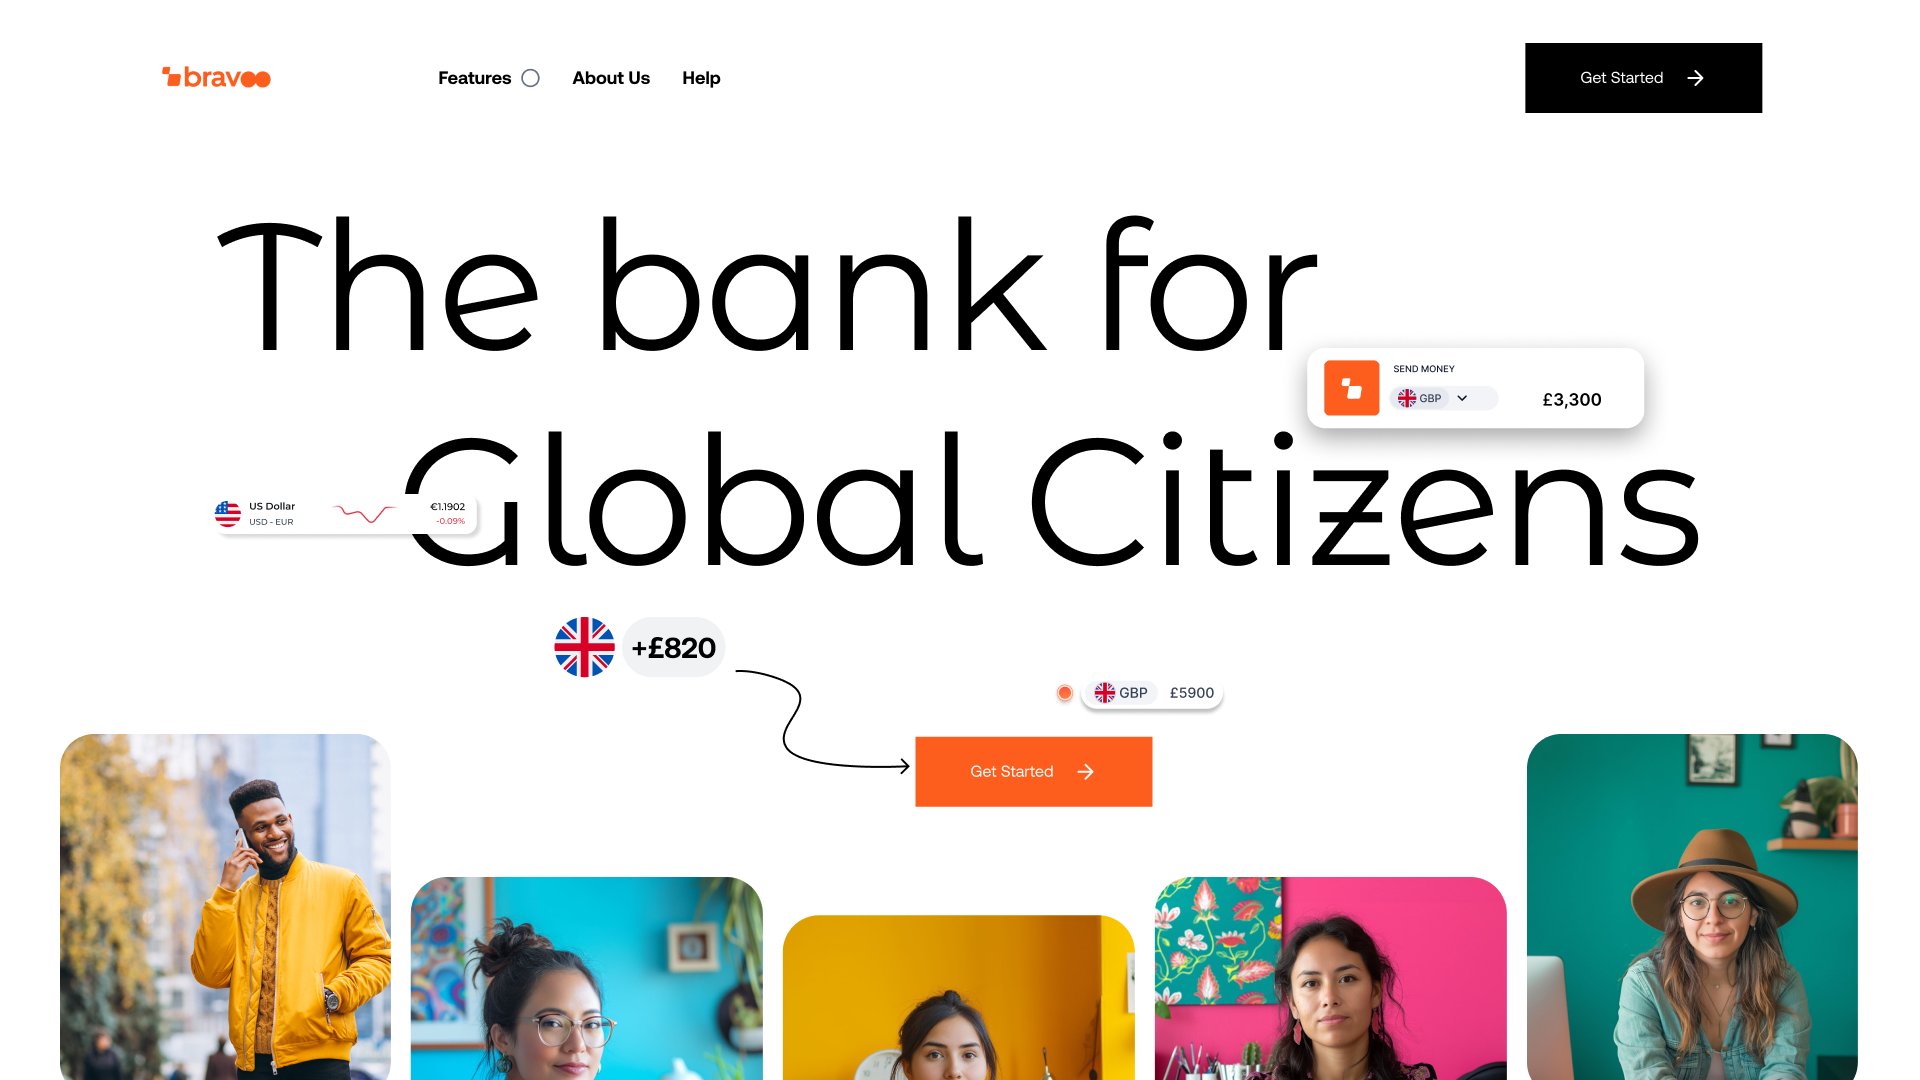 bravoo
Features
About Us
Help
Get Started
The bank for
SEND MONEY
GBP
£3,300
Global Citizens
US Dollar
USD - EUR
€1.1902
-0.09%
+£820
GBP
£5900
Get Started